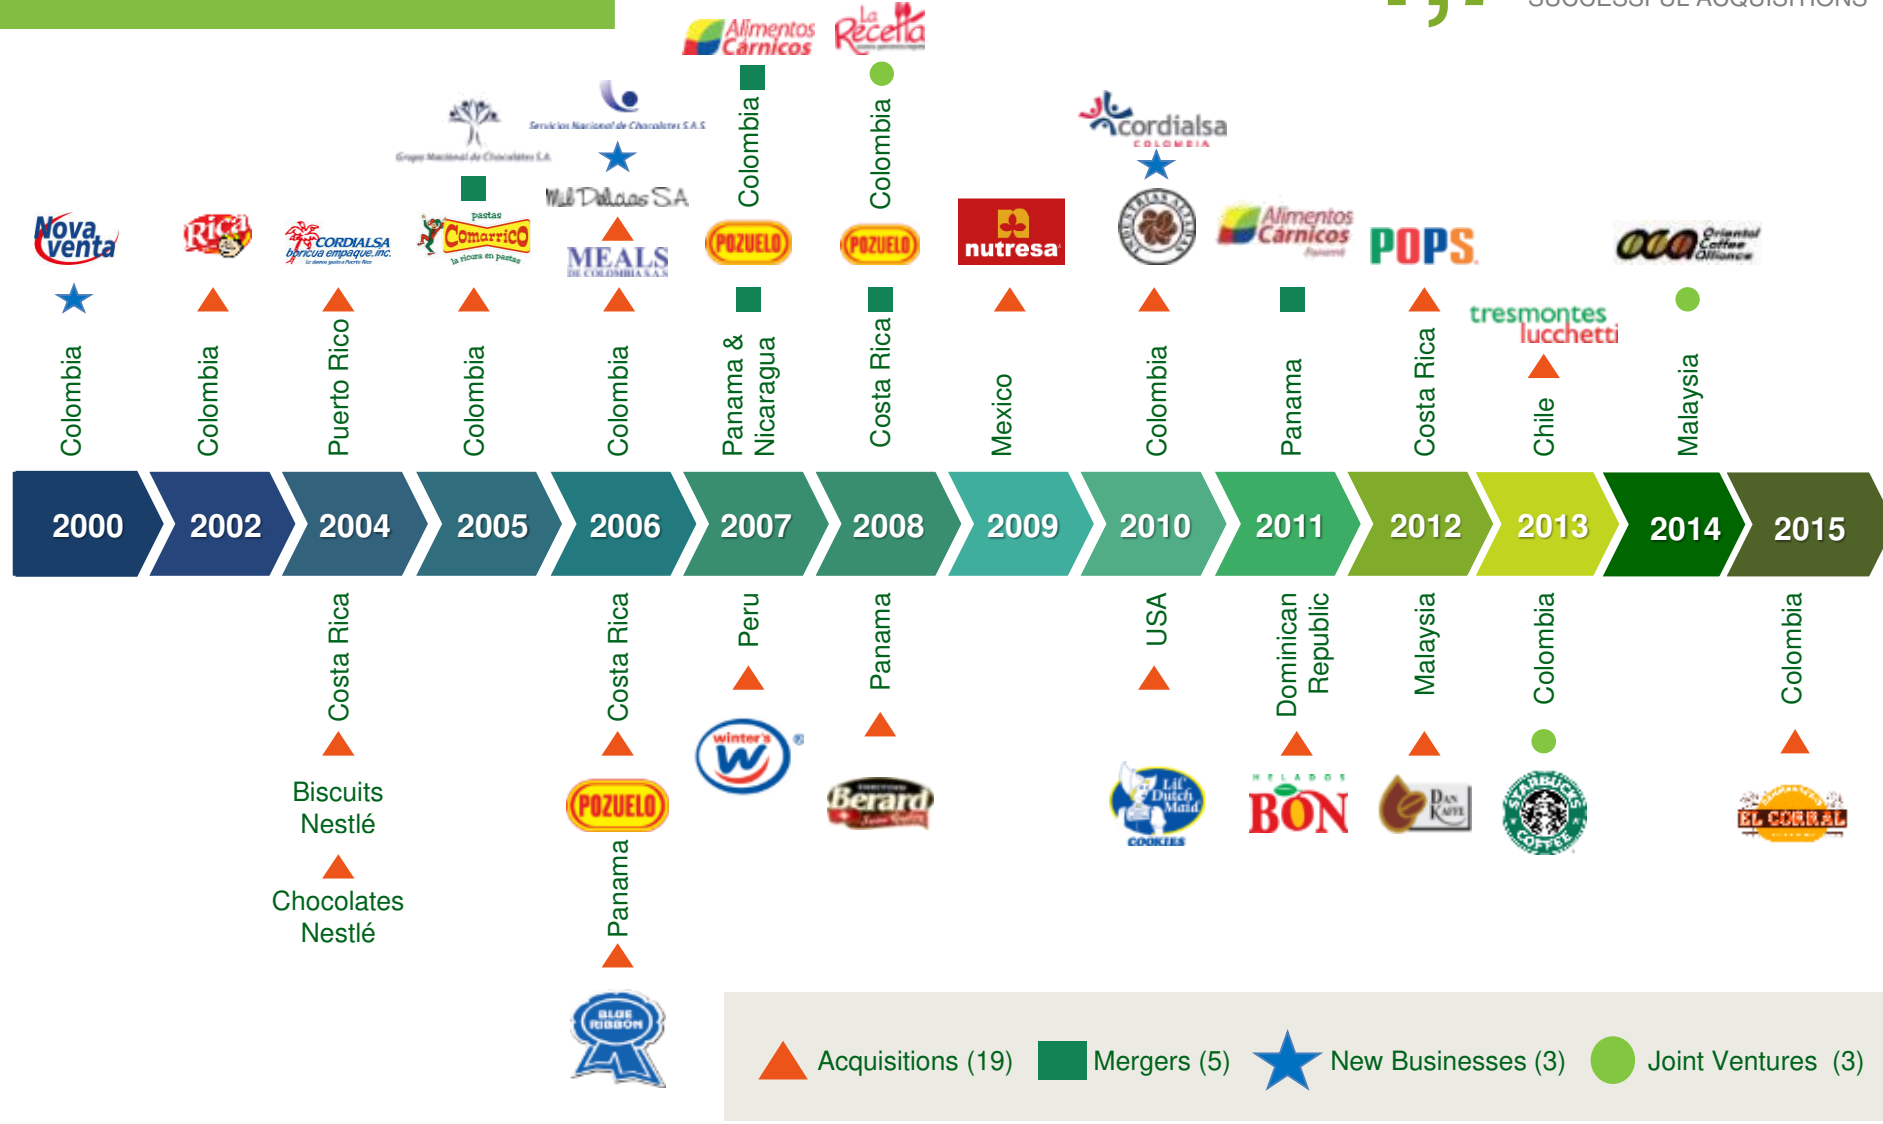 SUCCESSFUL ACQUISITIONS
Alimentos
Cárnicos
La
Receta
Grupo Nacional de Chocolates S.A.
Servicios Nacional de Chocolates S.A.S
Colombia
Colombia
cordialsa
COLOMBIA
Mil Delicias S.A
Nova
venta
Rica
CORDIALSA
boricua empaque,inc.
pastas
Comarrico
la ricura en pastas
MEALS
DE COLOMBIA S.A.S
POZUELO
POZUELO
nutresa
Alimentos
Cárnicos
Panamá
POPS
Oriental
Coffee
Alliance
tresmontes
lucchetti
Colombia
Colombia
Puerto Rico
Colombia
Colombia
Panama &
Nicaragua
Costa Rica
Mexico
Colombia
Panama
Costa Rica
Chile
Malaysia
2000
2002
2004
2005
2006
2007
2008
2009
2010
2011
2012
2013
2014
2015
Costa Rica
Costa Rica
Peru
Panama
USA
Dominican
Republic
Malaysia
Colombia
Colombia
Biscuits
Nestlé
Chocolates
Nestlé
POZUELO
Panama
BLUE
RIBBON
winter's
W
®
Berard
Lil'
Dutch
Maid
COOKIES
HELADOS
BON
DAN
KAFFE
STARBUCKS
COFFEE
EL CORRAL
Acquisitions (19)
Mergers (5)
New Businesses (3)
Joint Ventures (3)